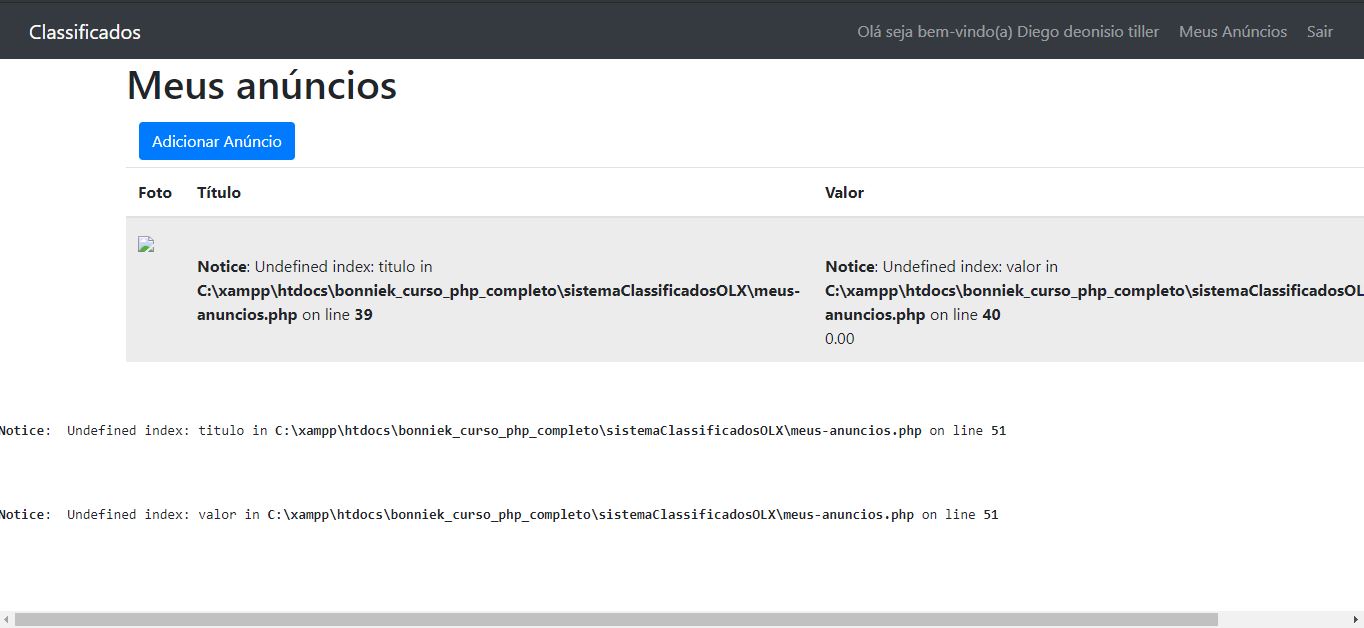 Classificados
Olá seja bem-vindo(a) Diego deonisio tiller
Meus Anúncios
Sair
Meus anúncios
Adicionar Anúncio
Foto
Título
Valor
Notice: Undefined index: titulo in
C:\xampp\htdocs\bonniek_curso_php_completo\sistemaClassificadosOLX\meus-
anuncios.php on line 39
Notice: Undefined index: valor in
C:\xampp\htdocs\bonniek_curso_php_completo\sistemaClassificadosOL
anuncios.php on line 40
0.00
Notice:  Undefined index: titulo in C:\xampp\htdocs\bonniek_curso_php_completo\sistemaClassificadosOLX\meus-anuncios.php on line 51
Notice:  Undefined index: valor in C:\xampp\htdocs\bonniek_curso_php_completo\sistemaClassificadosOLX\meus-anuncios.php on line 51